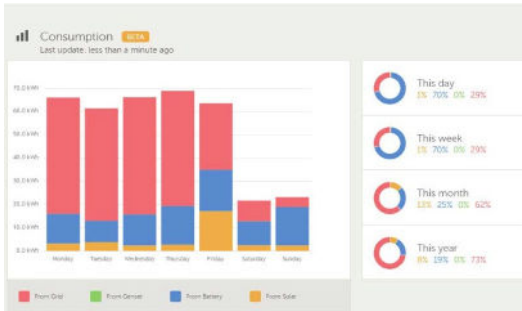 Consumption BETA
Last update: less than a minute ago
70.0 kWh
60.0 kWh
50.0 kWh
40.0 kWh
30.0 kWh
20.0 kWh
10.0 kWh
0.0 kWh
Monday Tuesday Wednesday Thursday Friday Saturday Sunday
From Grid From Genset From Battery From Solar
This day
1% 70% 0% 29%
This week
1% 70% 0% 29%
This month
13% 25% 0% 62%
This year
8% 19% 0% 73%